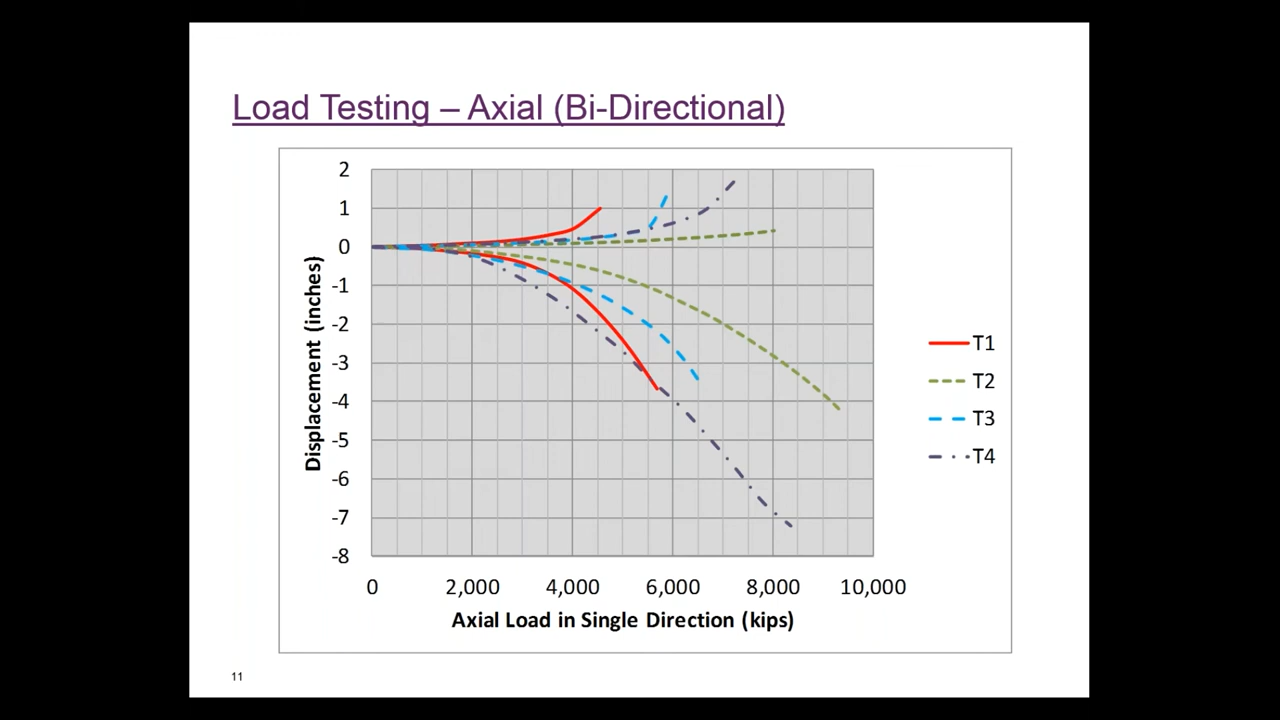 Load Testing – Axial (Bi-Directional)
2
1
0
-1
-2
-3
-4
-5
-6
-7
-8
Displacement (inches)
0 2,000 4,000 6,000 8,000 10,000
Axial Load in Single Direction (kips)
T1
T2
T3
T4
11